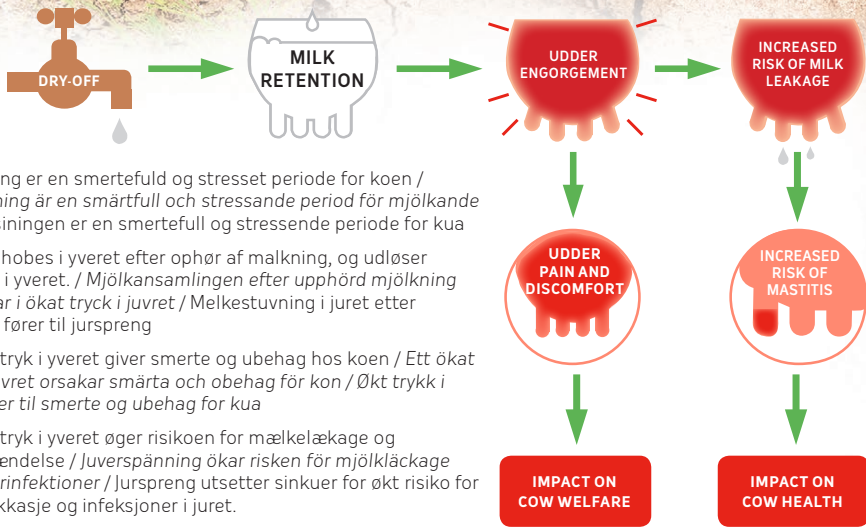 DRY-OFF
MILK
RETENTION
UDDER
ENGORGEMENT
INCREASED
RISK OF MILK
LEAKAGE
ng er en smertefuld og stresset periode for koen /
ning är en smärtfull och stressande period för mjölkande
siningen er en smertefull og stressende periode for kua
hobes i yveret efter ophør af malkning, og udløser
i yveret. / Mjölkansamlingen efter upphörd mjölkning
ar i ökat tryck i juvret / Melkestuvning i juret etter
fører til jurspreng
tryk i yveret giver smerte og ubehag hos koen / Ett ökat
vret orsakar smärta och obehag för kon / Økt trykk i
er til smerte og ubehag for kua
tryk i yveret øger risikoen for mælkelækage og
ændelse / Juverspänning ökar risken för mjölkläckage
rinfektioner / Jurspreng utsetter sinkuer for økt risiko for
kkasje og infeksjoner i juret.
UDDER
PAIN AND
DISCOMFORT
INCREASED
RISK OF
MASTITIS
IMPACT ON
COW WELFARE
IMPACT ON
COW HEALTH